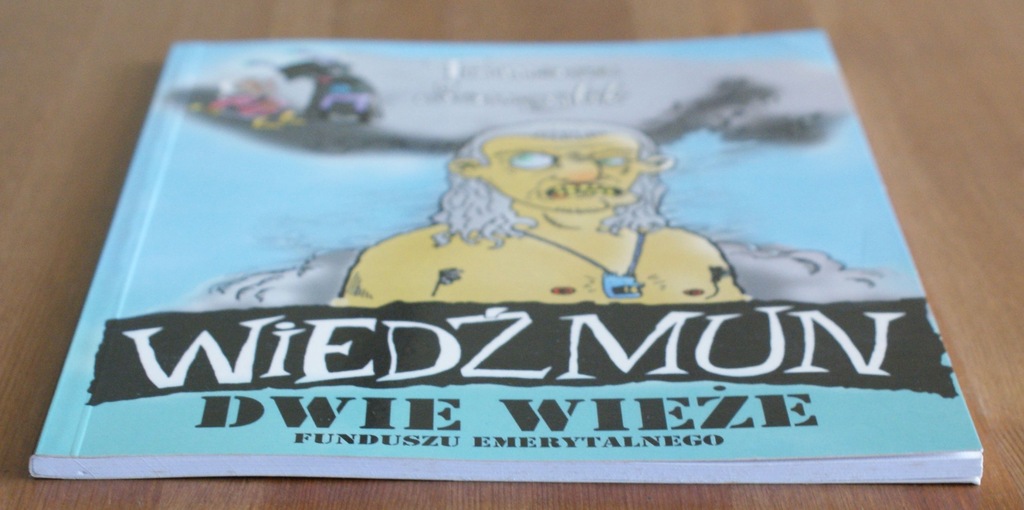 WiEDŹMUN
DWIE WIEŻE
FUNDUSZU EMERYTALNEGO